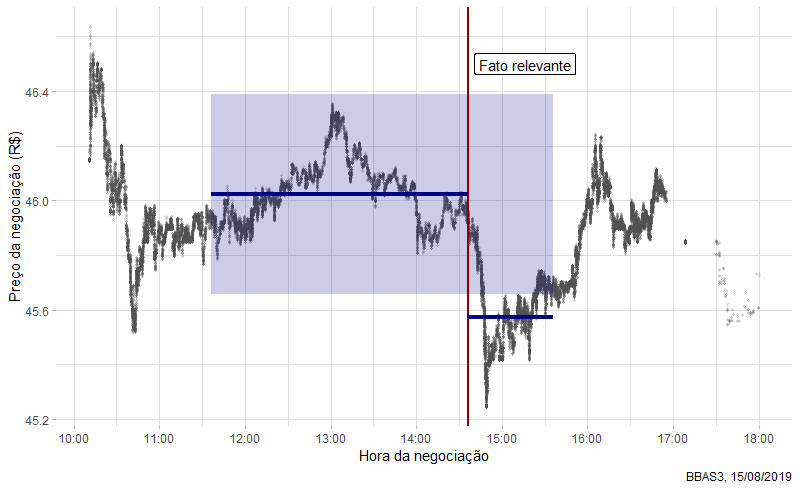 Fato relevante
46.4
46.0
45.6
45.2
Preço da negociação (R$)
10:00 11:00 12:00 13:00 14:00 15:00 16:00 17:00 18:00
Hora da negociação
BBAS3, 15/08/2019